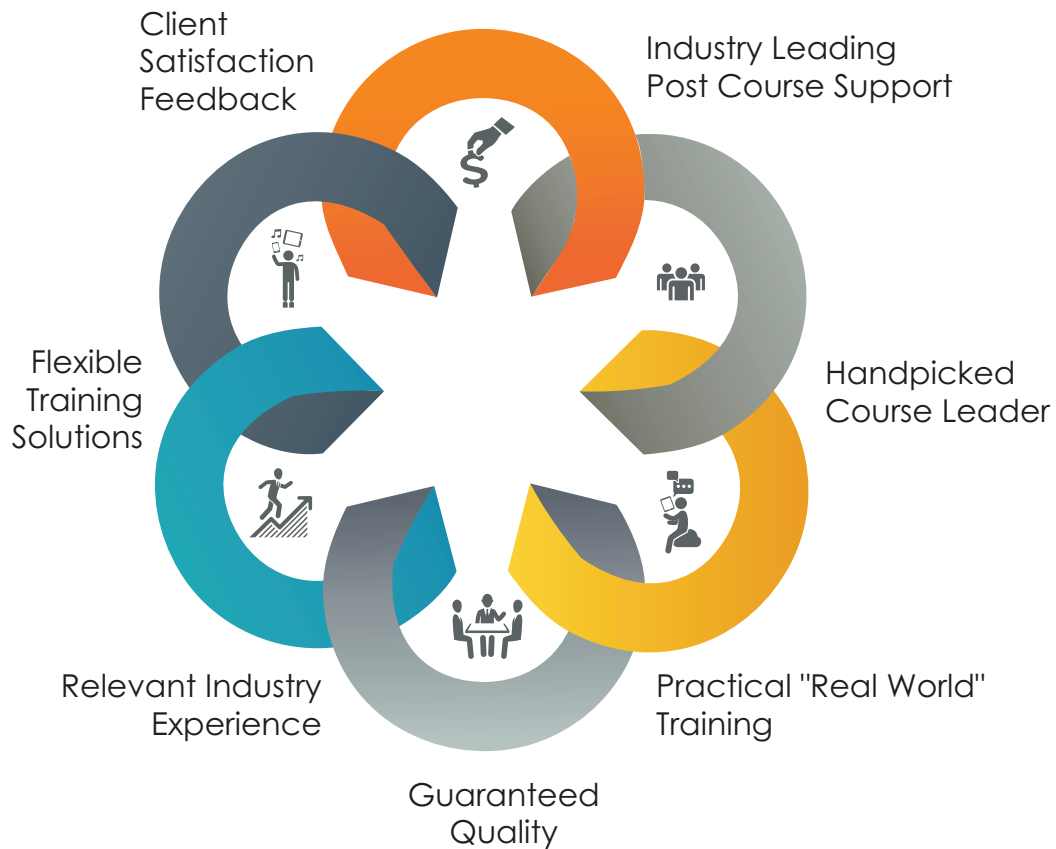 Client
Satisfaction
Feedback
Industry Leading
Post Course Support
Flexible
Training
Solutions
Handpicked
Course Leader
Relevant Industry
Experience
Practical "Real World"
Training
Guaranteed
Quality